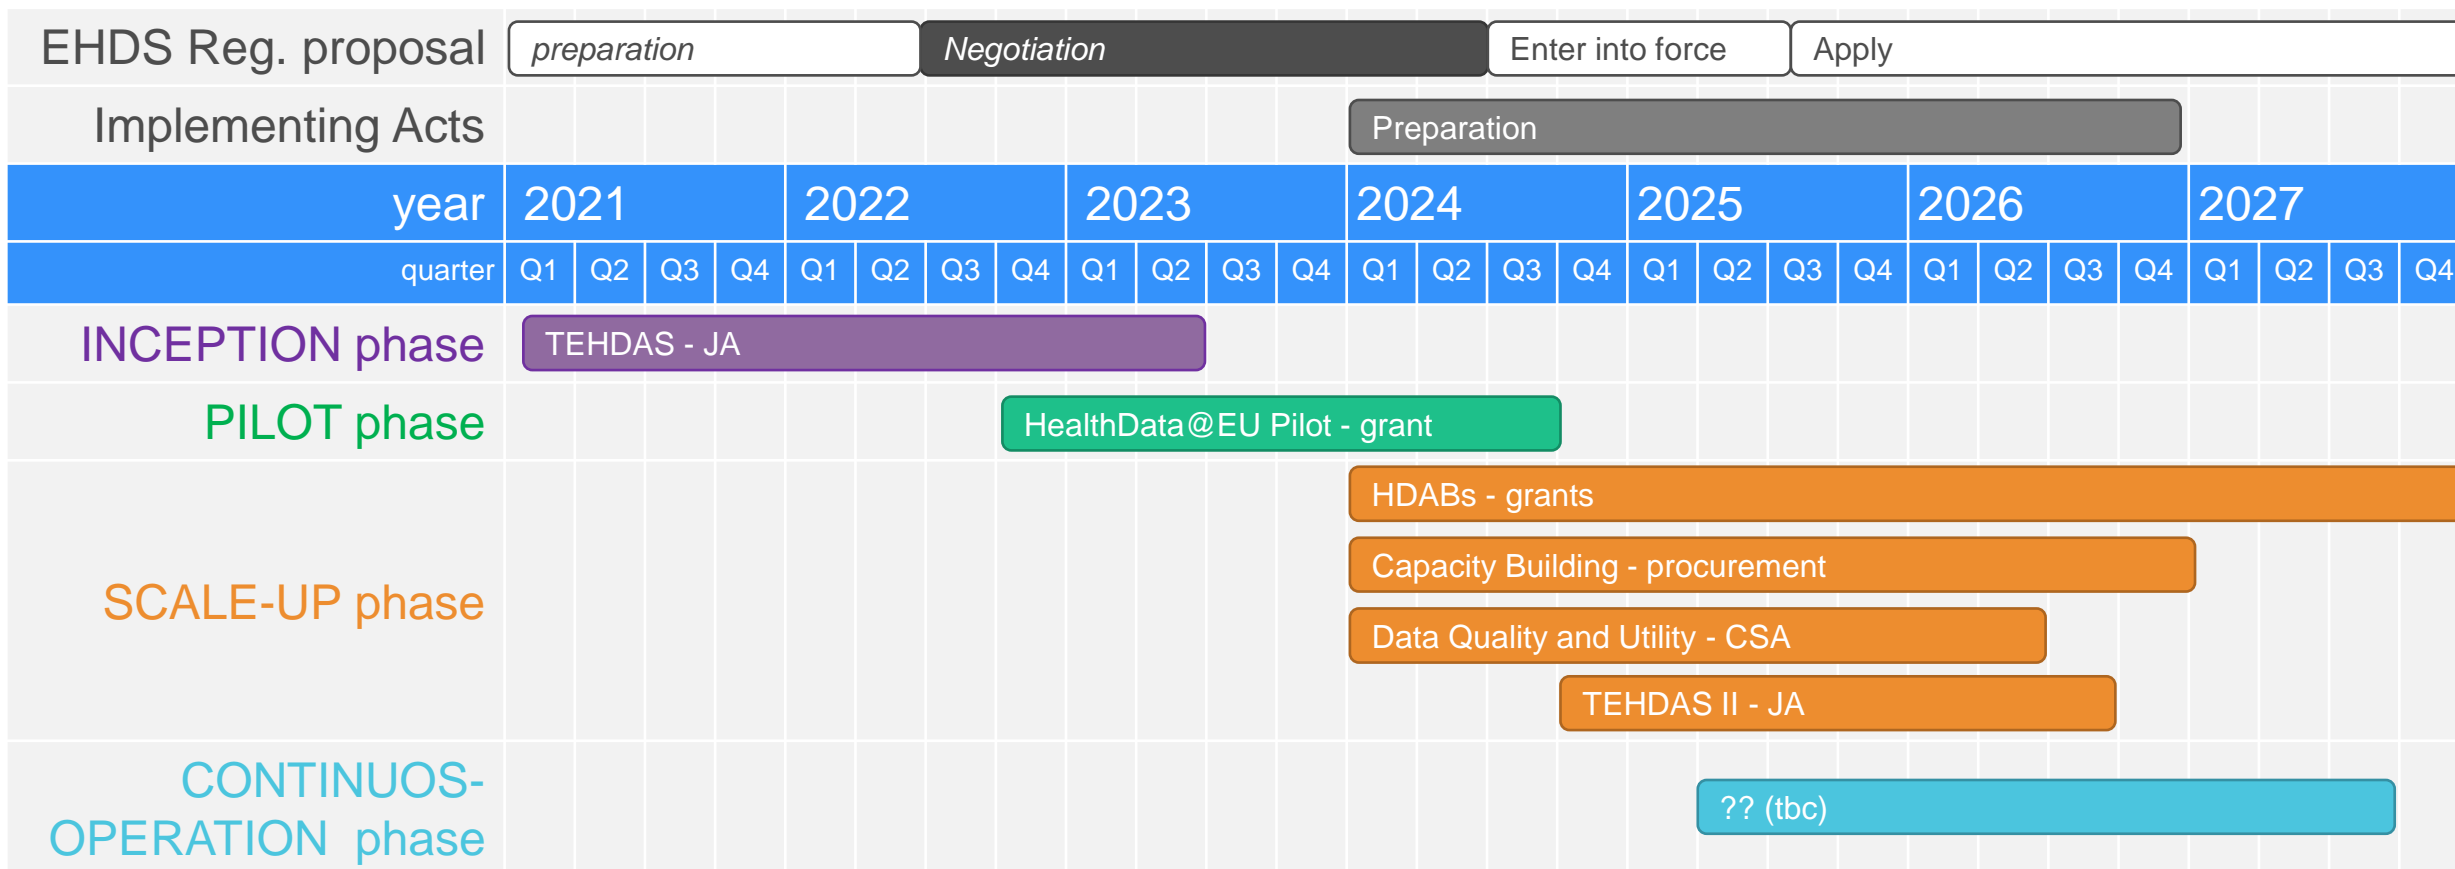 EHDS Reg. proposal preparation Negotiation Enter into force Apply
Implementing Acts Preparation
year 2021 2022 2023 2024 2025 2026 2027
quarter Q1 Q2 Q3 Q4 Q1 Q2 Q3 Q4 Q1 Q2 Q3 Q4 Q1 Q2 Q3 Q4 Q1 Q2 Q3 Q4 Q1 Q2 Q3 Q4 Q1 Q2 Q3 Q4
INCEPTION phase TEHDAS - JA
PILOT phase HealthData@EU Pilot - grant
SCALE-UP phase
HDABs - grants
Capacity Building - procurement
Data Quality and Utility - CSA
TEHDAS II - JA
CONTINUOS-
OPERATION phase
?? (tbc)